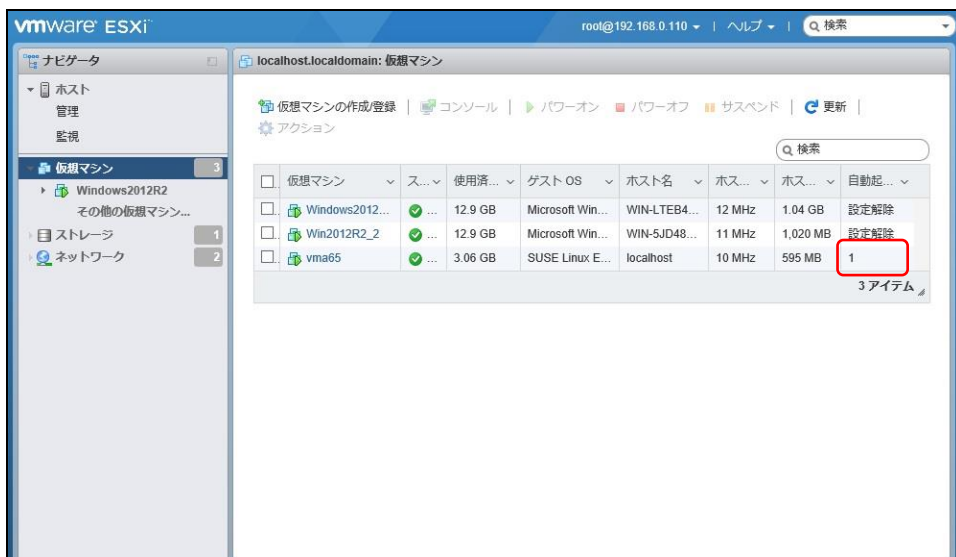 vmware ESXi
root@192.168.0.110 | ヘルプ | 検索
ナビゲータ
localhost.localdomain: 仮想マシン
ホスト
管理
監視
仮想マシン 3
Windows2012R2
その他の仮想マシン...
ストレージ 1
ネットワーク 2
仮想マシンの作成/登録 | コンソール | パワーオン パワーオフ サスペンド | 更新 |
アクション
検索
仮想マシン ス... 使用済... ゲスト OS ホスト名 ホス... ホス... 自動起...
Windows2012... ... 12.9 GB Microsoft Win... WIN-LTEB4... 12 MHz 1.04 GB 設定解除
Win2012R2_2 ... 12.9 GB Microsoft Win... WIN-5JD48... 11 MHz 1,020 MB 設定解除
vma65 ... 3.06 GB SUSE Linux E... localhost 10 MHz 595 MB 1
3 アイテム